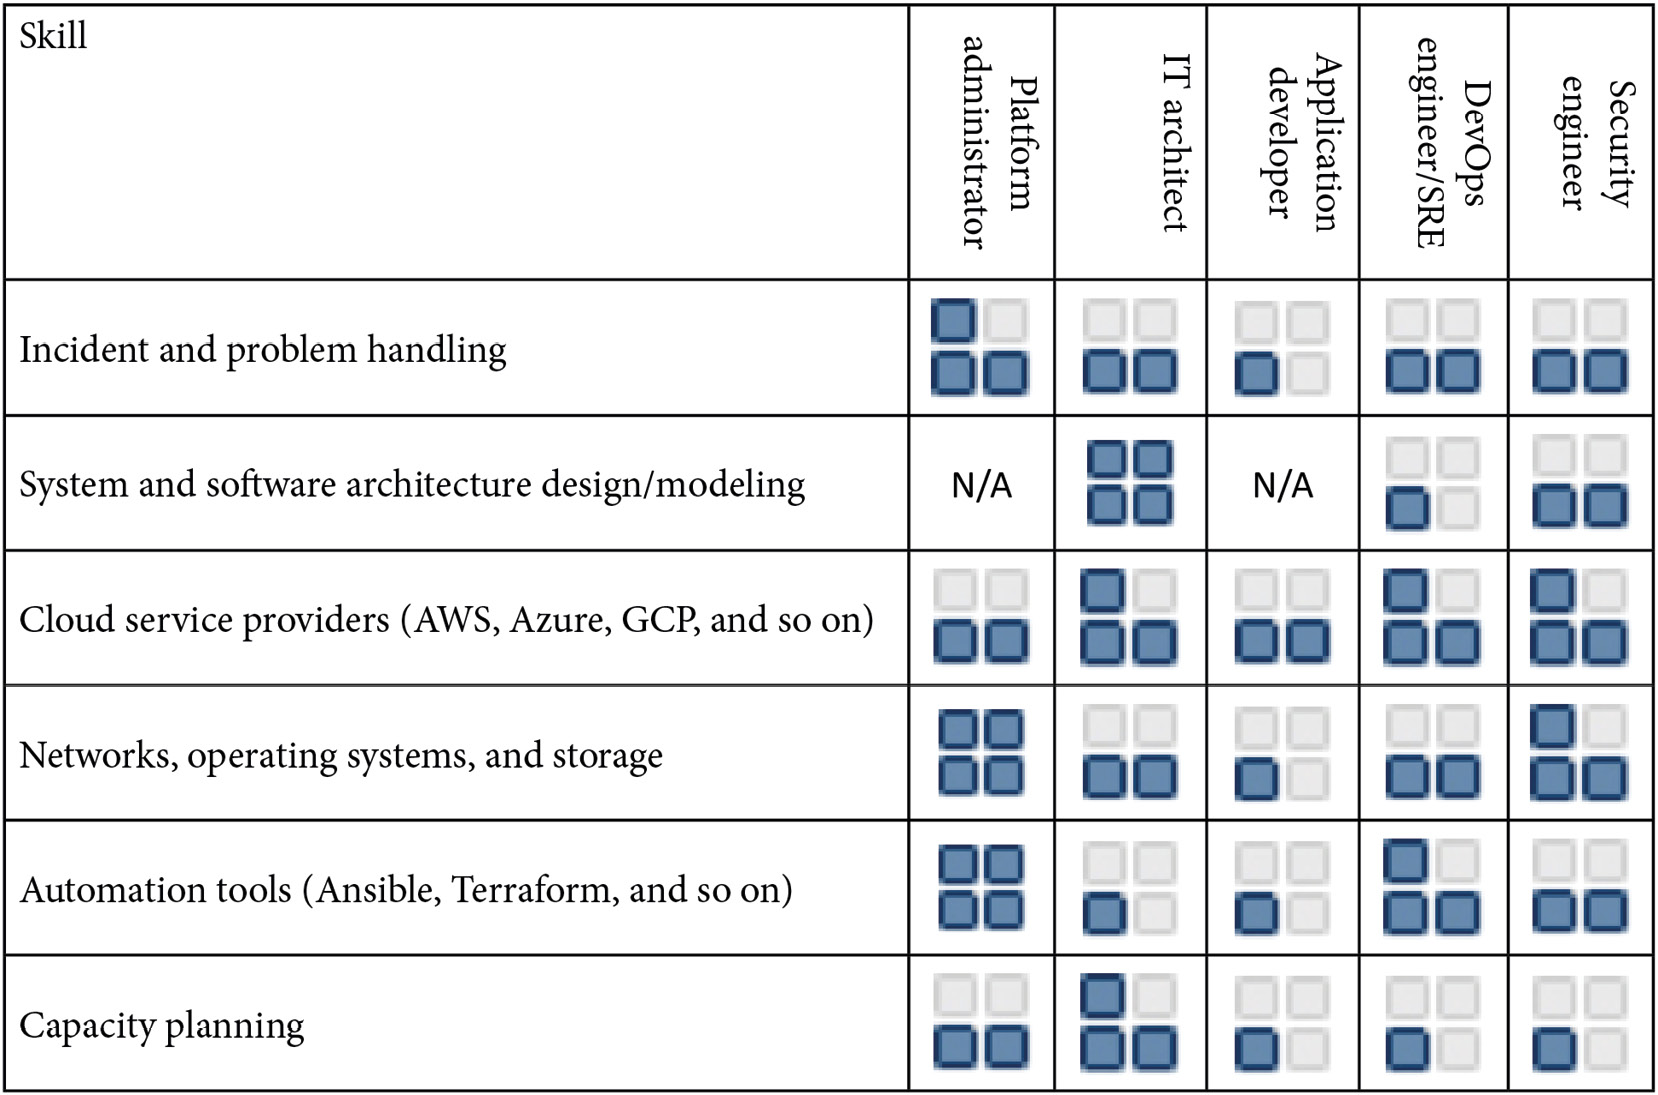 Skill
Platform
administrator
IT architect
Application
developer
DevOps
engineer/SRE
Security
engineer
Incident and problem handling
System and software architecture design/modeling
N/A
N/A
Cloud service providers (AWS, Azure, GCP, and so on)
Networks, operating systems, and storage
Automation tools (Ansible, Terraform, and so on)
Capacity planning